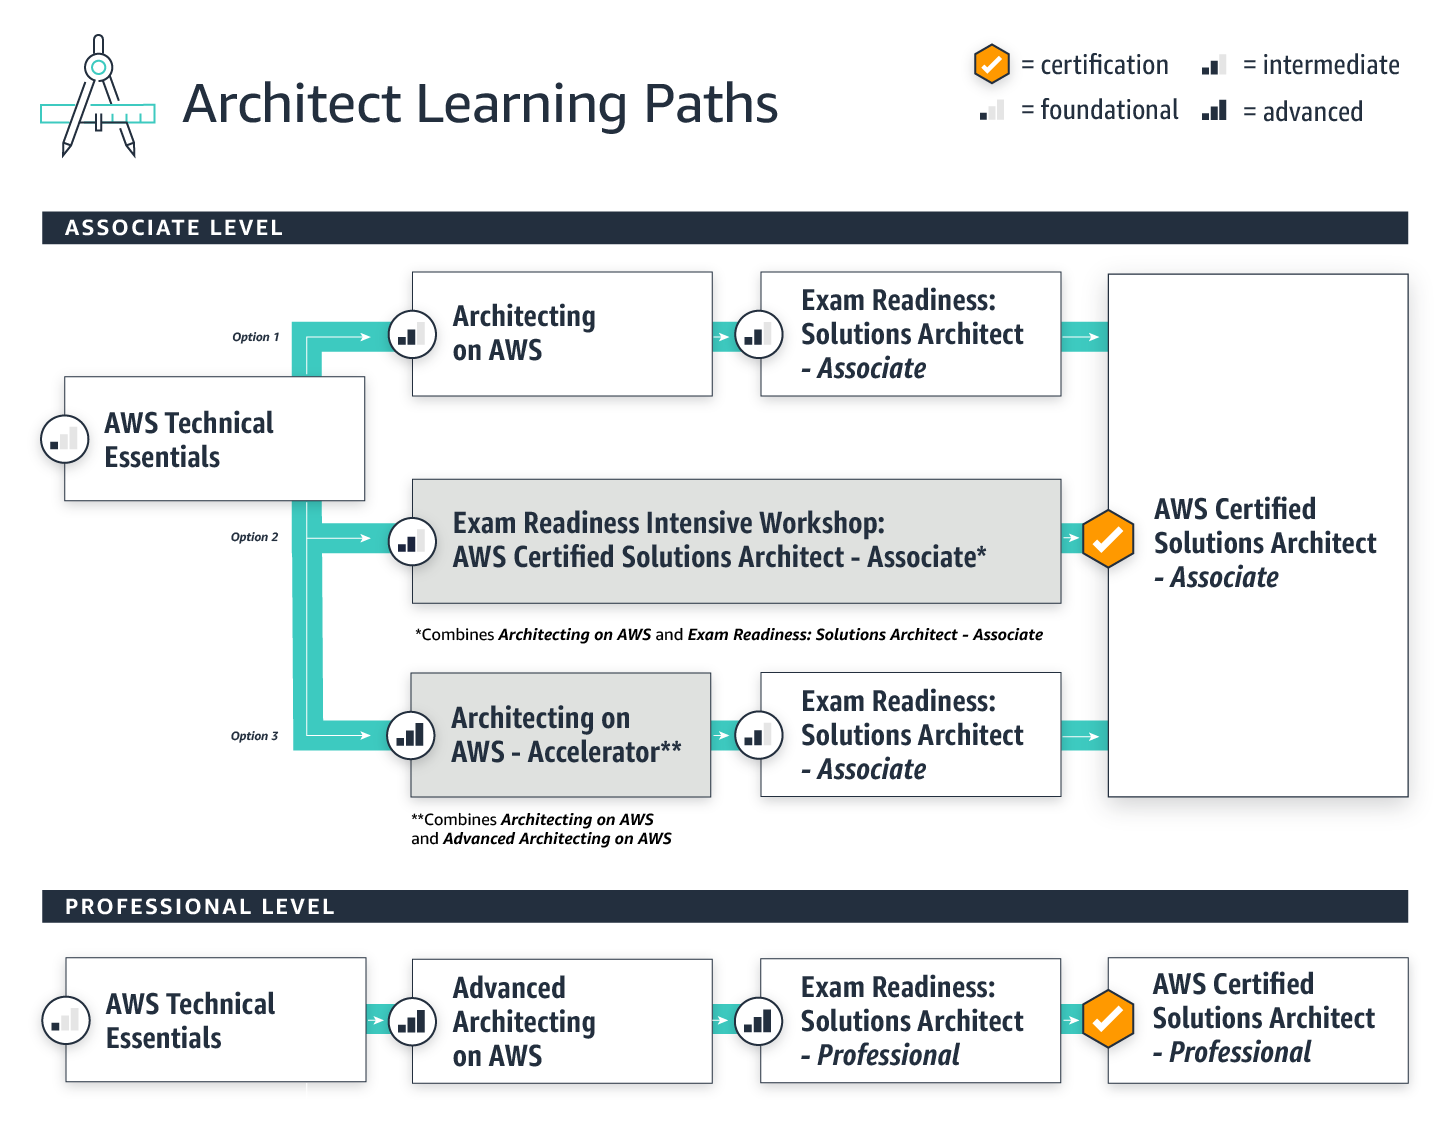 Architect Learning Paths
= certification
= intermediate
= foundational
= advanced
ASSOCIATE LEVEL
Option 1
Architecting
on AWS
Exam Readiness:
Solutions Architect
- Associate
AWS Technical
Essentials
Option 2
Exam Readiness Intensive Workshop:
AWS Certified Solutions Architect - Associate*
*Combines Architecting on AWS and Exam Readiness: Solutions Architect - Associate
AWS Certified
Solutions Architect
- Associate
Option 3
Architecting on
AWS - Accelerator**
Exam Readiness:
Solutions Architect
- Associate
**Combines Architecting on AWS
and Advanced Architecting on AWS
PROFESSIONAL LEVEL
AWS Technical
Essentials
Advanced
Architecting
on AWS
Exam Readiness:
Solutions Architect
- Professional
AWS Certified
Solutions Architect
- Professional